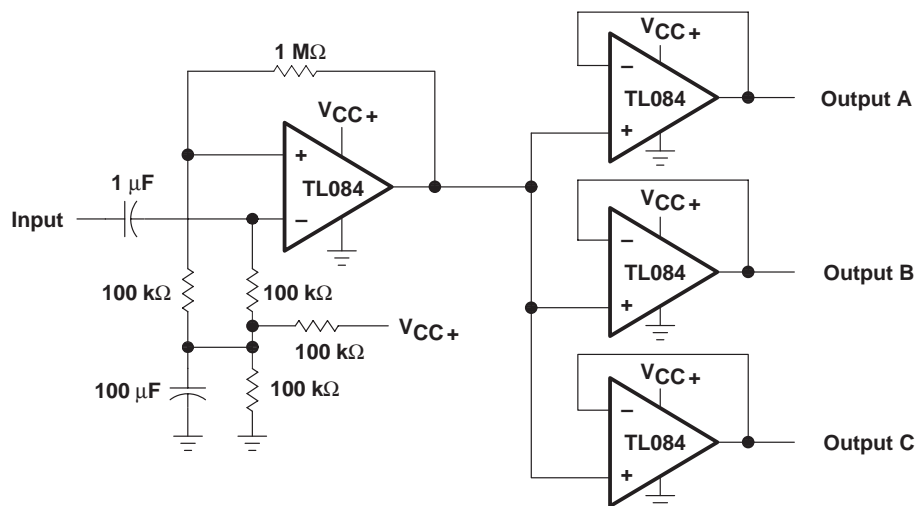 1 MΩ
VCC+
+
TL084
−
1 µF
Input
100 kΩ
100 kΩ
VCC+
100 kΩ
100 µF
100 kΩ
VCC+
−
TL084
+
Output A
VCC+
−
TL084
+
Output B
VCC+
−
TL084
+
Output C